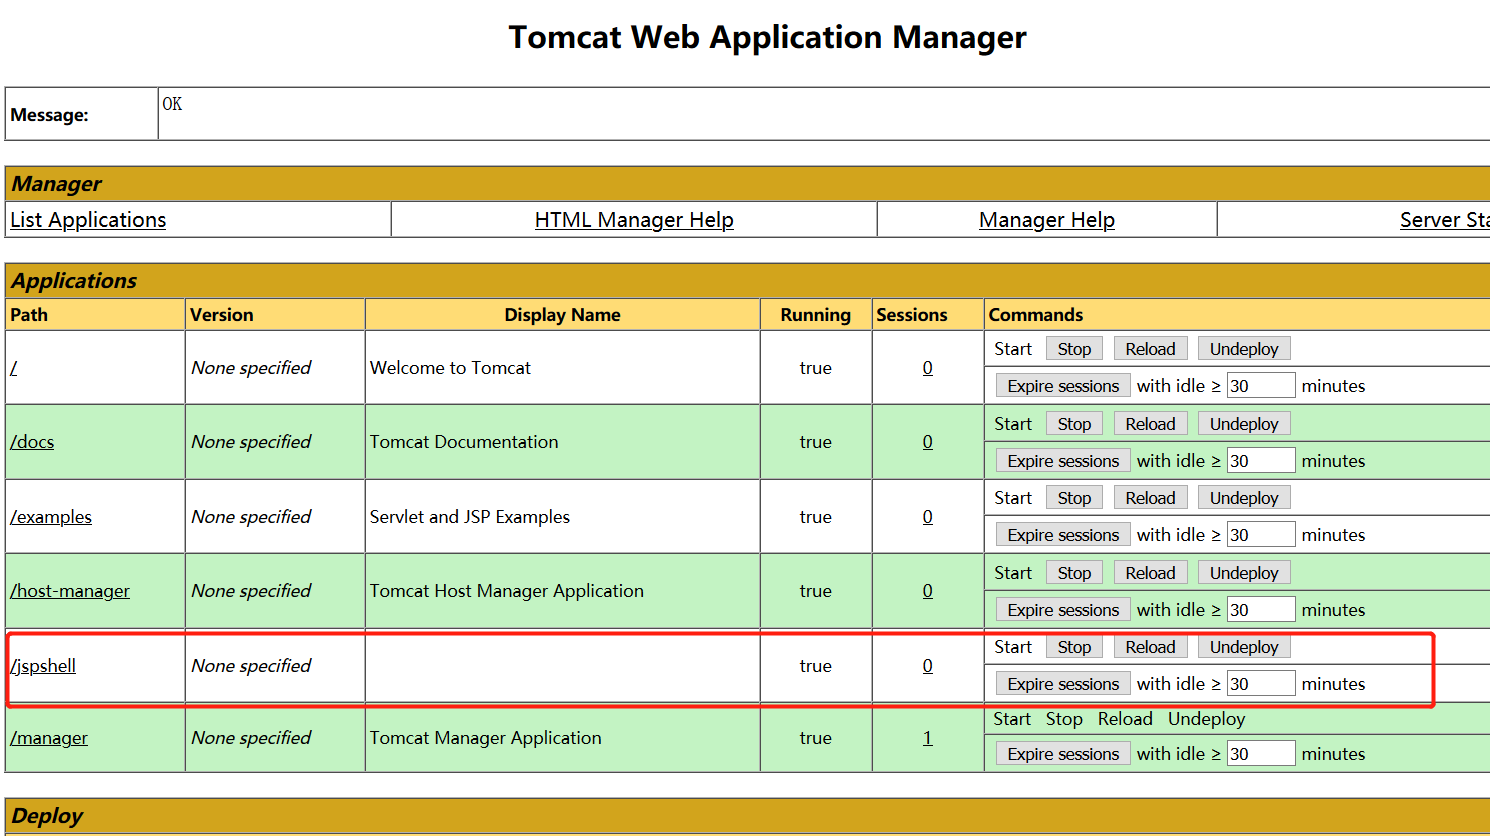 Tomcat Web Application Manager
Message: OK
Manager
List Applications HTML Manager Help Manager Help Server Sta
Applications
Path Version Display Name Running Sessions Commands
/ None specified Welcome to Tomcat true 0 Start Stop Reload Undeploy
Expire sessions with idle ≥ 30 minutes
/docs None specified Tomcat Documentation true 0 Start Stop Reload Undeploy
Expire sessions with idle ≥ 30 minutes
/examples None specified Servlet and JSP Examples true 0 Start Stop Reload Undeploy
Expire sessions with idle ≥ 30 minutes
/host-manager None specified Tomcat Host Manager Application true 0 Start Stop Reload Undeploy
Expire sessions with idle ≥ 30 minutes
/jspshell None specified true 0 Start Stop Reload Undeploy
Expire sessions with idle ≥ 30 minutes
/manager None specified Tomcat Manager Application true 1 Start Stop Reload Undeploy
Expire sessions with idle ≥ 30 minutes
Deploy